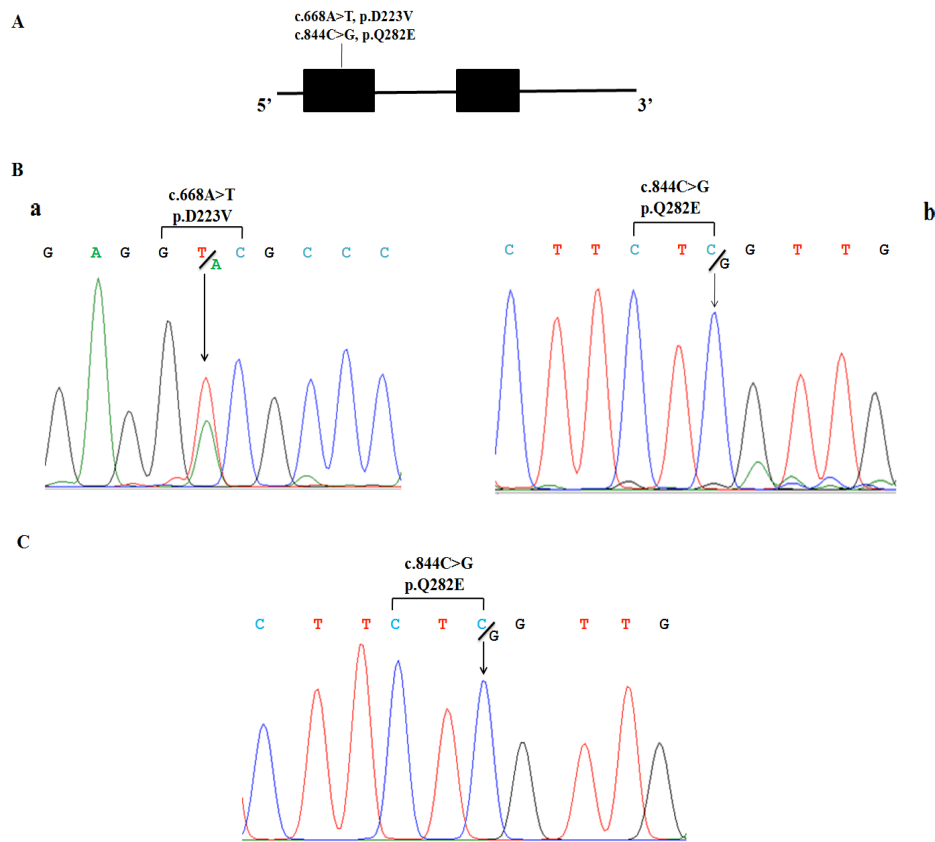 A
c.668A>T, p.D223V
c.844C>G, p.Q282E
5’ 3’
B
a
c.668A>T
p.D223V
G A G G T/A C G C C C
c.844C>G
p.Q282E
b
C T T C T C/G G T T G
C
c.844C>G
p.Q282E
C T T C T C/G G T T G